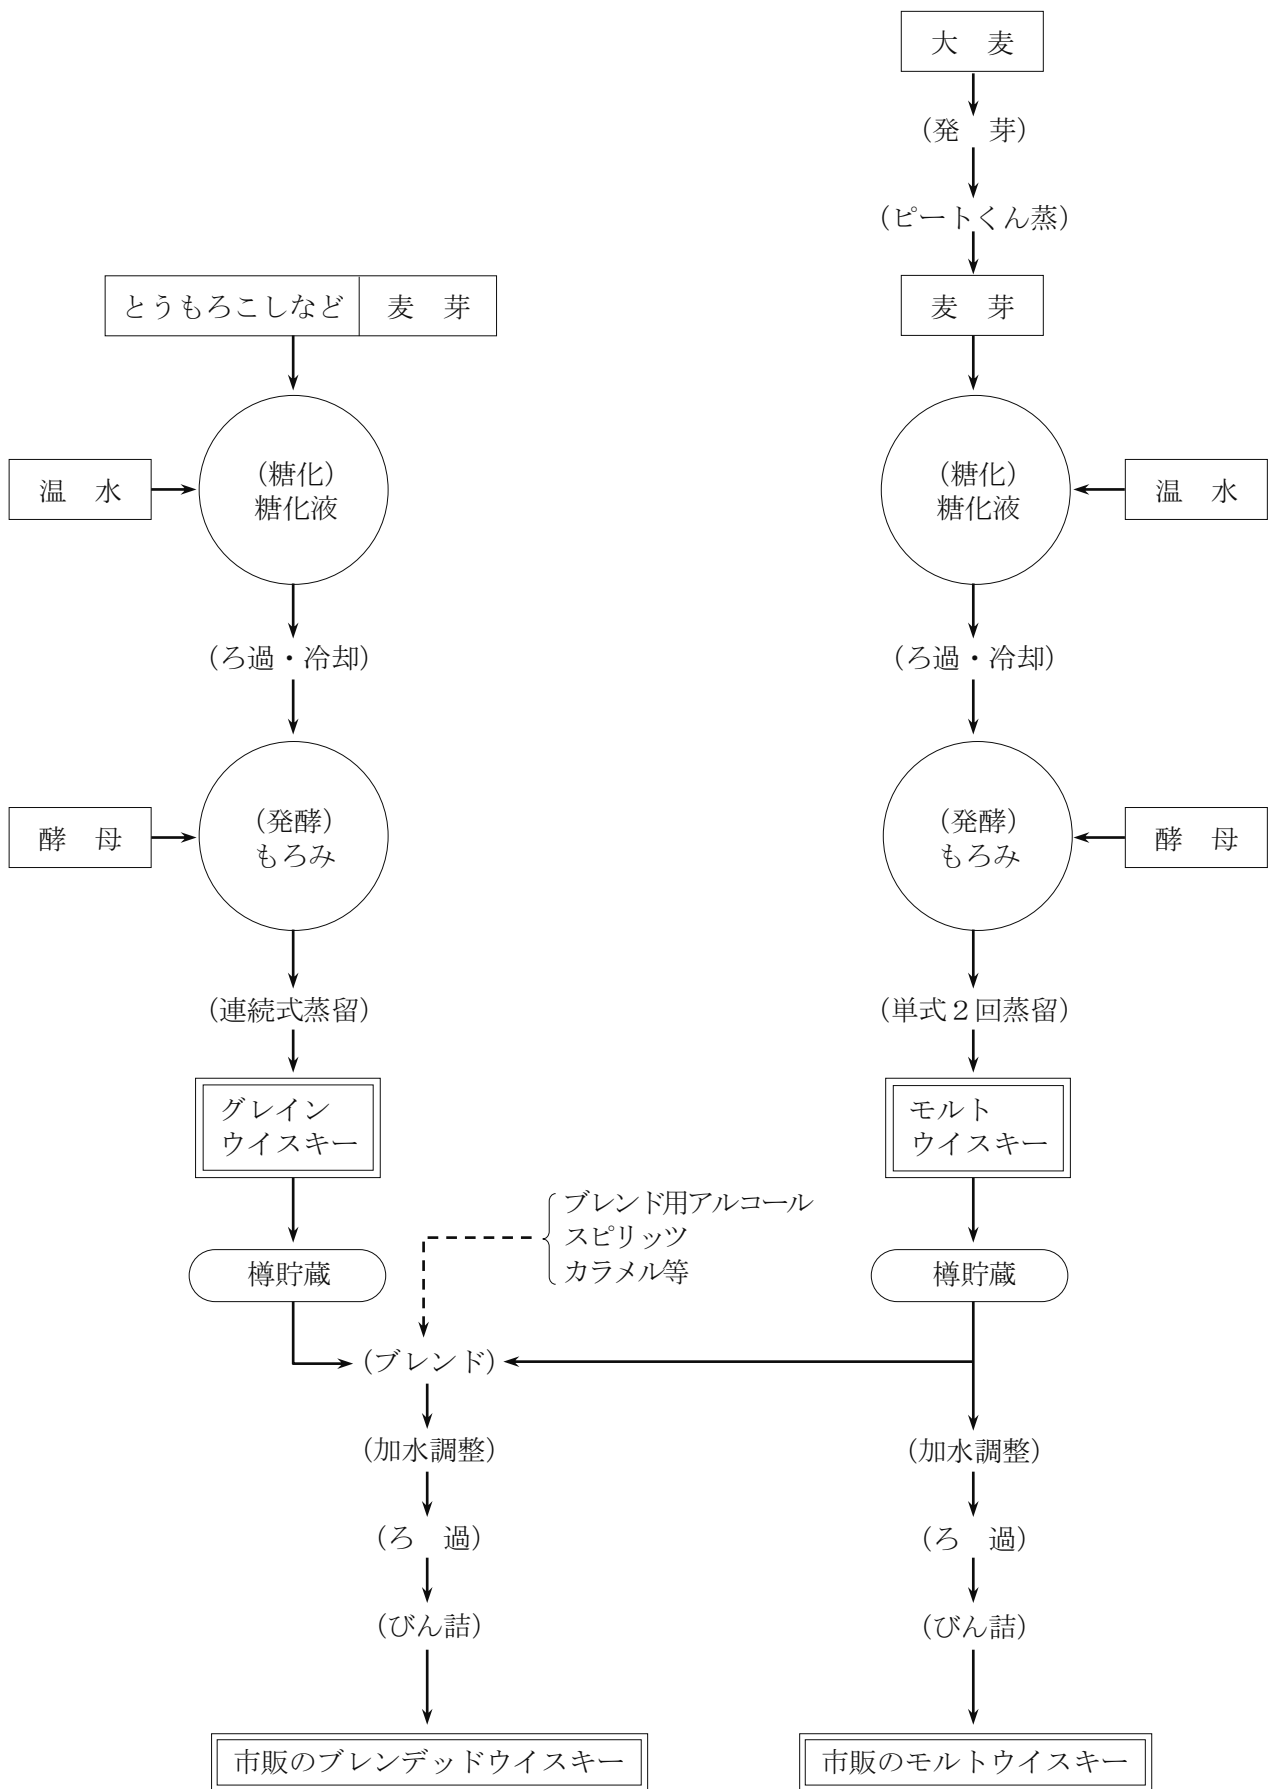 大　麦
(発　芽)
(ピートくん蒸)
とうもろこしなど
麦　芽
麦　芽
温　水
(糖化)
糖化液
(糖化)
糖化液
温　水
(ろ過・冷却)
(ろ過・冷却)
酵　母
(発酵)
もろみ
(発酵)
もろみ
酵　母
(連続式蒸留)
(単式２回蒸留)
グレイン
ウイスキー
モルト
ウイスキー
ブレンド用アルコール
スピリッツ
カラメル等
樽貯蔵
樽貯蔵
(ブレンド)
(加水調整)
(加水調整)
(ろ　過)
(ろ　過)
(びん詰)
(びん詰)
市販のブレンデッドウイスキー
市販のモルトウイスキー